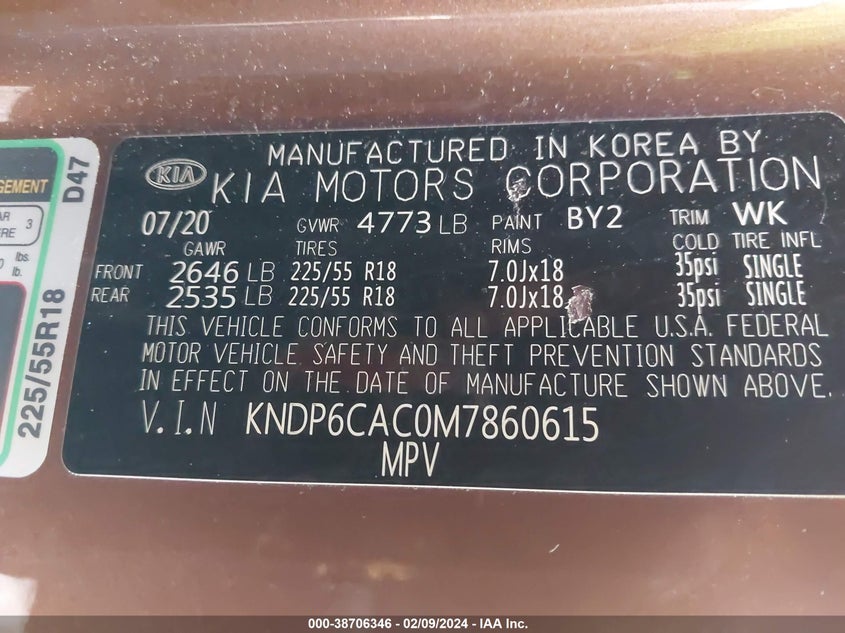 MANUFACTURED IN KOREA BY
KIA KIA MOTORS CORPORATION
07/20 GVWR 4773 LB PAINT BY2 TRIM WK
GAWR TIRES RIMS COLD TIRE INFL
FRONT 2646 LB 225/55 R18 7.0Jx18 35psi SINGLE
REAR 2535 LB 225/55 R18 7.0Jx18 35psi SINGLE
THIS VEHICLE CONFORMS TO ALL APPLICABLE U.S.A. FEDERAL
MOTOR VEHICLE SAFETY AND THEFT PREVENTION STANDARDS
IN EFFECT ON THE DATE OF MANUFACTURE SHOWN ABOVE.
V.I.N KNDP6CAC0M7860615
MPV
D47
225/55R18
3
lbs.
lb.
000-38706346 - 02/09/2024 - IAA Inc.